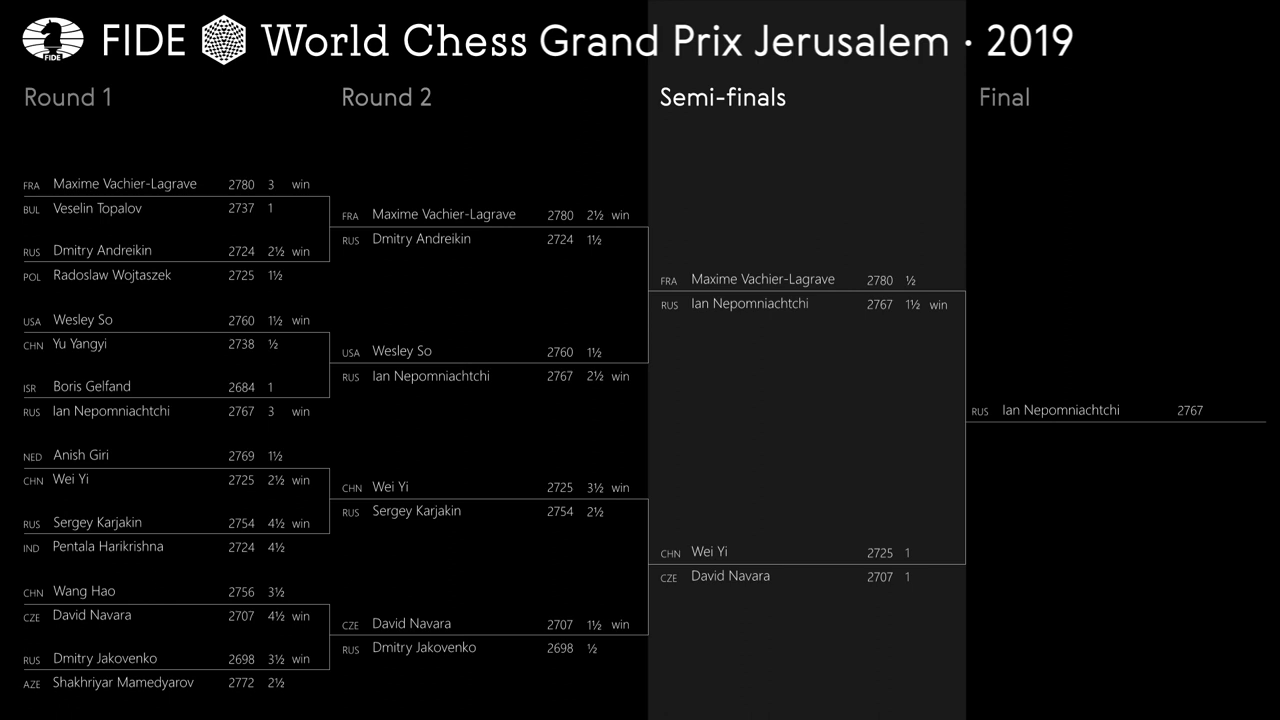 FIDE World Chess Grand Prix Jerusalem · 2019
FIDE
Round 1
FRA Maxime Vachier-Lagrave 2780 3 win
BUL Veselin Topalov 2737 1
RUS Dmitry Andreikin 2724 2½ win
POL Radoslaw Wojtaszek 2725 1½
USA Wesley So 2760 1½ win
CHN Yu Yangyi 2738 ½
ISR Boris Gelfand 2684 1
RUS Ian Nepomniachtchi 2767 3 win
NED Anish Giri 2769 1½
CHN Wei Yi 2725 2½ win
RUS Sergey Karjakin 2754 4½ win
IND Pentala Harikrishna 2724 4½
CHN Wang Hao 2756 3½
CZE David Navara 2707 4½ win
RUS Dmitry Jakovenko 2698 3½ win
AZE Shakhriyar Mamedyarov 2772 2½
Round 2
FRA Maxime Vachier-Lagrave 2780 2½ win
RUS Dmitry Andreikin 2724 1½
USA Wesley So 2760 1½
RUS Ian Nepomniachtchi 2767 2½ win
CHN Wei Yi 2725 3½ win
RUS Sergey Karjakin 2754 2½
CZE David Navara 2707 1½ win
RUS Dmitry Jakovenko 2698 ½
Semi-finals
FRA Maxime Vachier-Lagrave 2780 ½
RUS Ian Nepomniachtchi 2767 1½ win
CHN Wei Yi 2725 1
CZE David Navara 2707 1
Final
RUS Ian Nepomniachtchi 2767